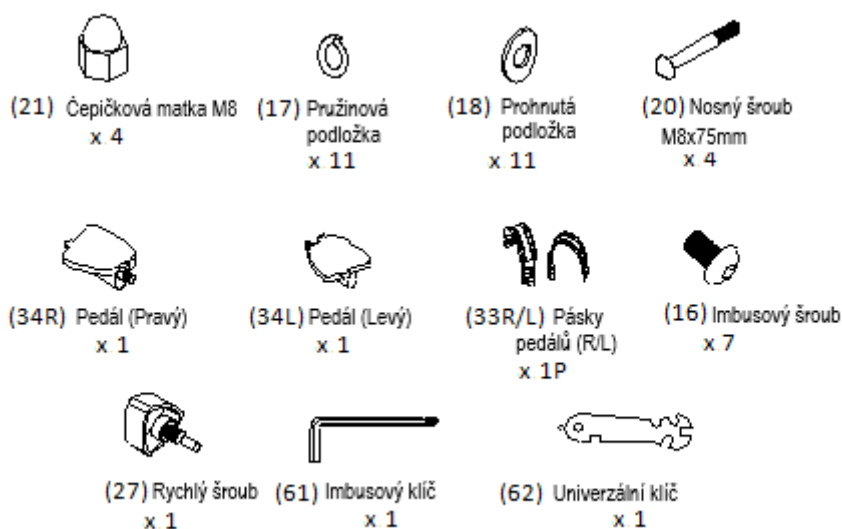 (21) Čepičková matka M8
x 4
(17) Pružinová
podložka
x 11
(18) Prohnutá
podložka
x 11
(20) Nosný šroub
M8x75mm
x 4
(34R) Pedál (Pravý)
x 1
(34L) Pedál (Levý)
x 1
(33R/L) Pásky
pedálů (R/L)
x 1P
(16) Imbusový šroub
x 7
(27) Rychlý šroub
x 1
(61) Imbusový klíč
x 1
(62) Univerzální klíč
x 1